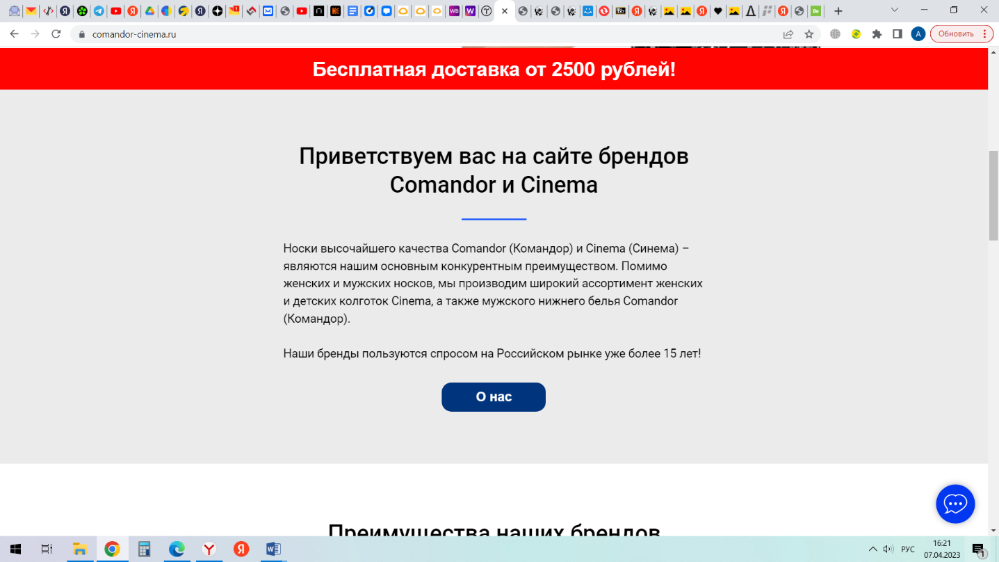 comandor-cinema.ru
A
Обновить
Бесплатная доставка от 2500 рублей!
Приветствуем вас на сайте брендов
Comandor и Cinema
Носки высочайшего качества Comandor (Командор) и Cinema (Синема) –
являются нашим основным конкурентным преимуществом. Помимо
женских и мужских носков, мы производим широкий ассортимент женских
и детских колготок Cinema, а также мужского нижнего белья Comandor
(Командор).
Наши бренды пользуются спросом на Российском рынке уже более 15 лет!
О нас
Преимущества наших брендов
РУС
16:21
07.04.2023
1